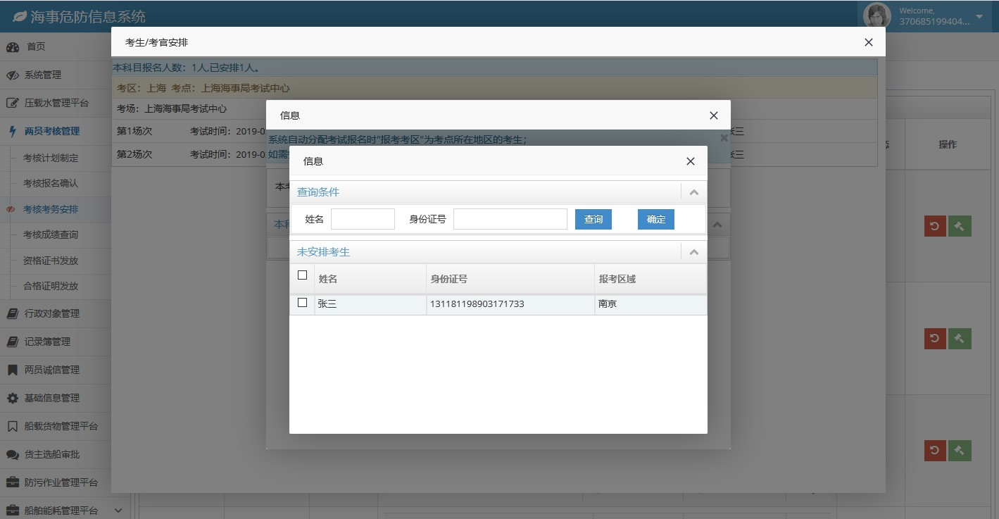 海事危防信息系统
Welcome,
370685199404...
首页
系统管理
压载水管理平台
两员考核管理
考核计划制定
考核报名确认
考核考务安排
考核成绩查询
资格证书发放
合格证明发放
行政对象管理
记录簿管理
两员诚信管理
基础信息管理
船载货物管理平台
货主选船审批
防污作业管理平台
船舶能耗管理平台
考生/考官安排
本科目报名人数：1人,已安排1人。
考区：上海 考点：上海海事局考试中心
考场：上海海事局考试中心
第1场次 考试时间：2019-0 张三
第2场次 考试时间：2019-0 张三
操作
信息
系统自动分配考试报名时"报考考区"为考点所在地区的考生；
如需
本考
本科
信息
查询条件
姓名 身份证号 查询 确定
未安排考生
姓名 身份证号 报考区域
张三 131181198903171733 南京